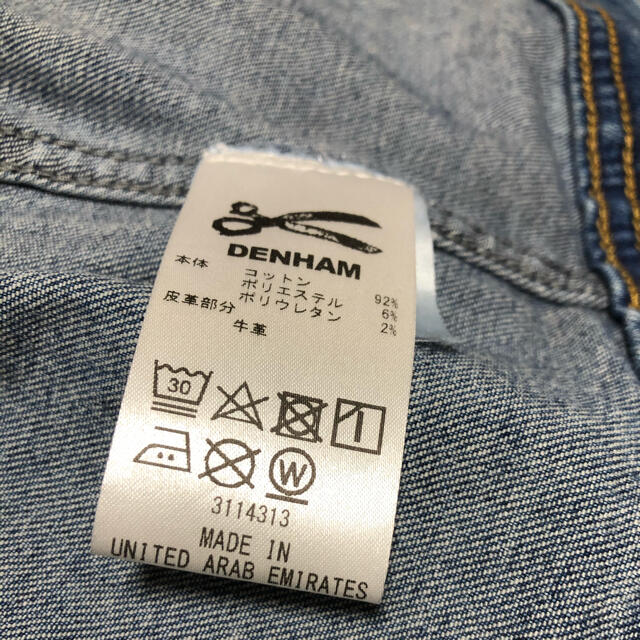 DENHAM
本体 コットン 92%
ポリエステル 6%
ポリウレタン 2%
皮革部分 牛革
30
W
3114313
MADE IN
UNITED ARAB EMIRATES